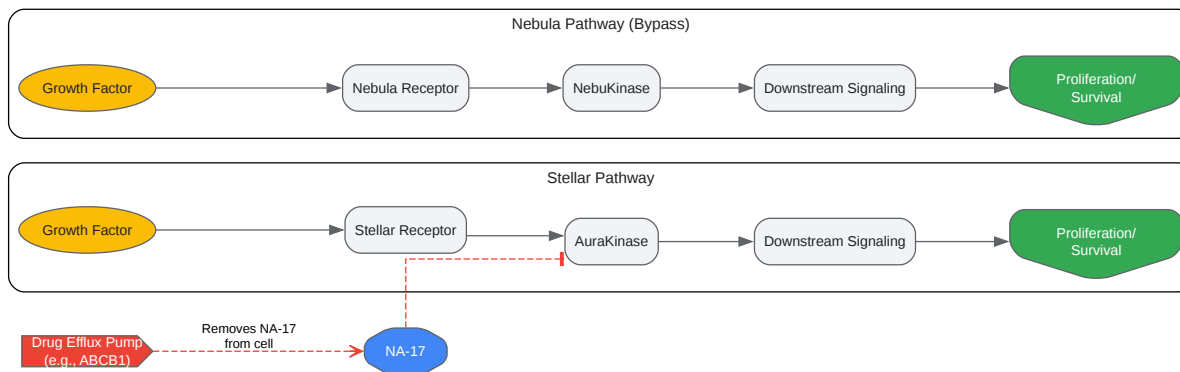 Nebula Pathway (Bypass)
Growth Factor
Nebula Receptor
NebuKinase
Downstream Signaling
Proliferation/
Survival
Stellar Pathway
Growth Factor
Stellar Receptor
AuraKinase
Downstream Signaling
Proliferation/
Survival
Drug Efflux Pump
(e.g., ABCB1)
Removes NA-17
from cell
NA-17